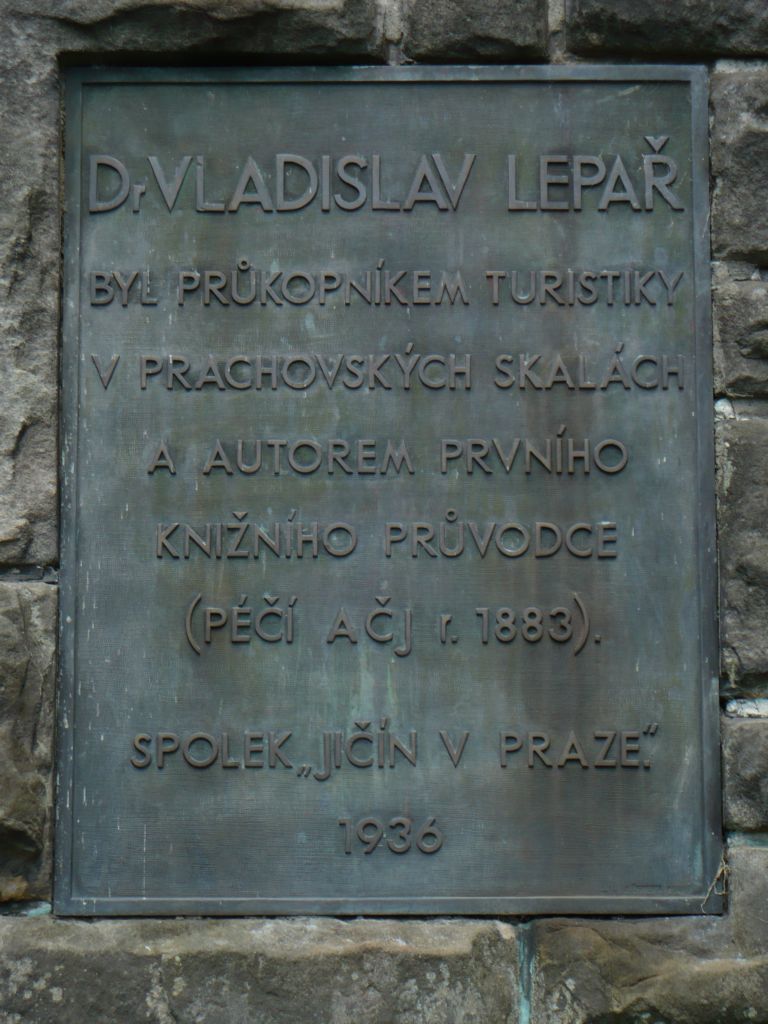 Dr VLADISLAV LEPAŘ
BYL PRŮKOPNÍKEM TURISTIKY
V PRACHOVSKÝCH SKALÁCH
A AUTOREM PRVNÍHO
KNIŽNÍHO PRŮVODCE
(PÉČÍ AČJ r. 1883).
SPOLEK „JIČÍN V PRAZE.“
1936